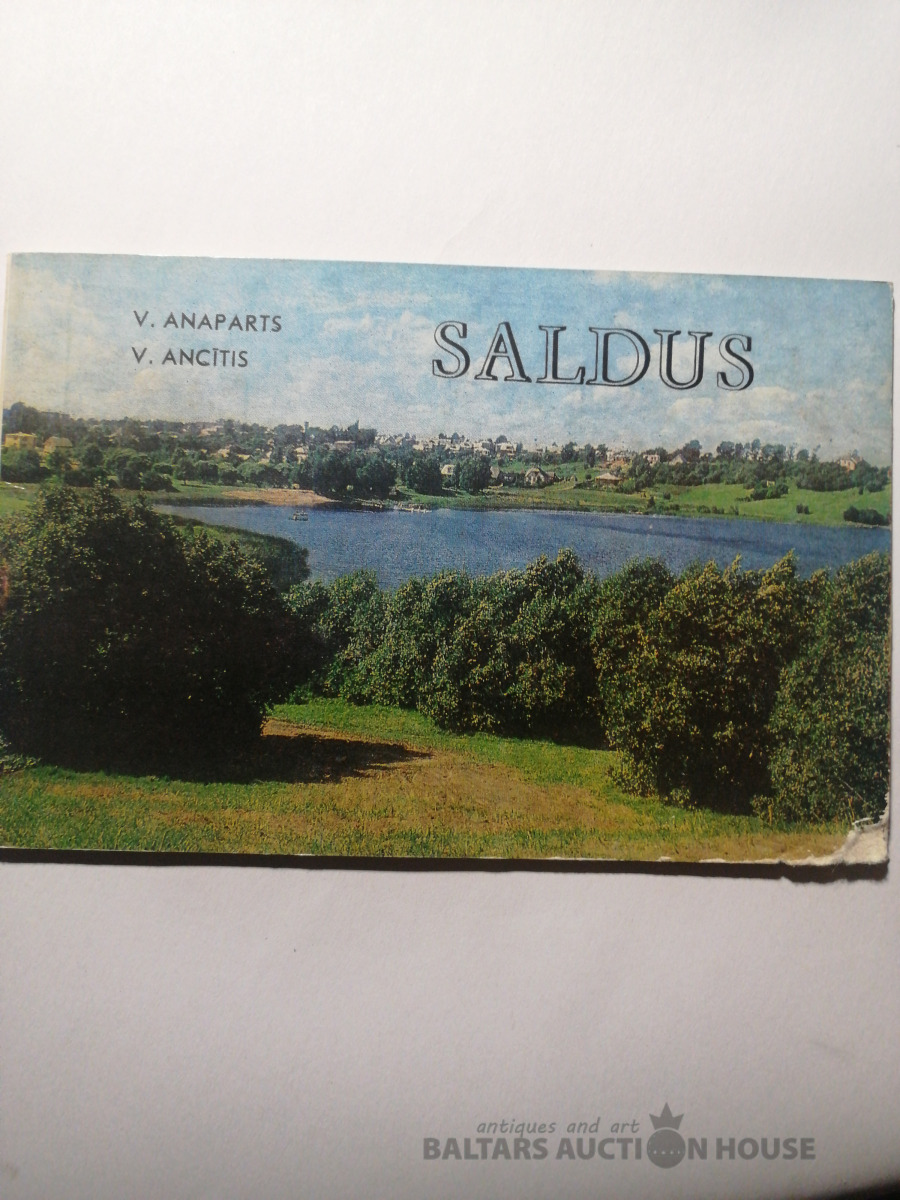 V. ANAPARTS
V. ANCĪTIS
SALDUS
antiques and art
BALTARS AUCTION HOUSE